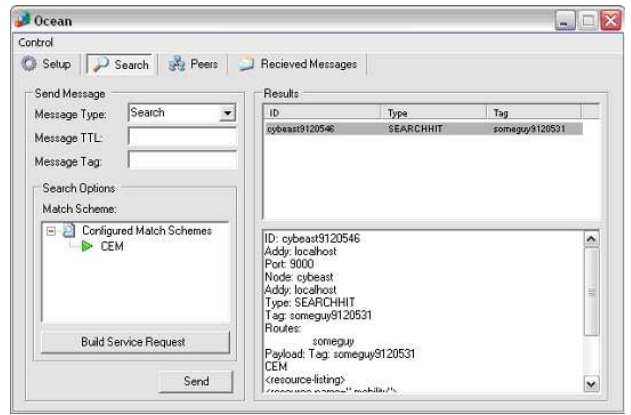 Ocean
Control
Setup
Search
Peers
Recieved Messages
Send Message
Message Type:
Search
Message TTL:
Message Tag:
Search Options
Match Scheme:
Configured Match Schemes
CEM
Build Service Request
Send
Results
ID Type Tag
cybeast9120546 SEARCHHIT someguy9120531
ID: cybeast9120546
Addy: localhost
Port: 9000
Node: cybeast
Addy: localhost
Type: SEARCHHIT
Tag: someguy9120531
Routes:
someguy
Payload: Tag: someguy9120531
CEM
<resource-listing>